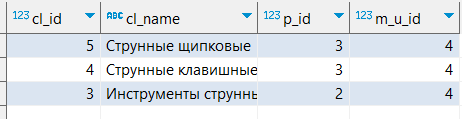 123 cl_id ABC cl_name 123 p_id 123 m_u_id
5 Струнные щипковые 3 4
4 Струнные клавишные 3 4
3 Инструменты струнн 2 4